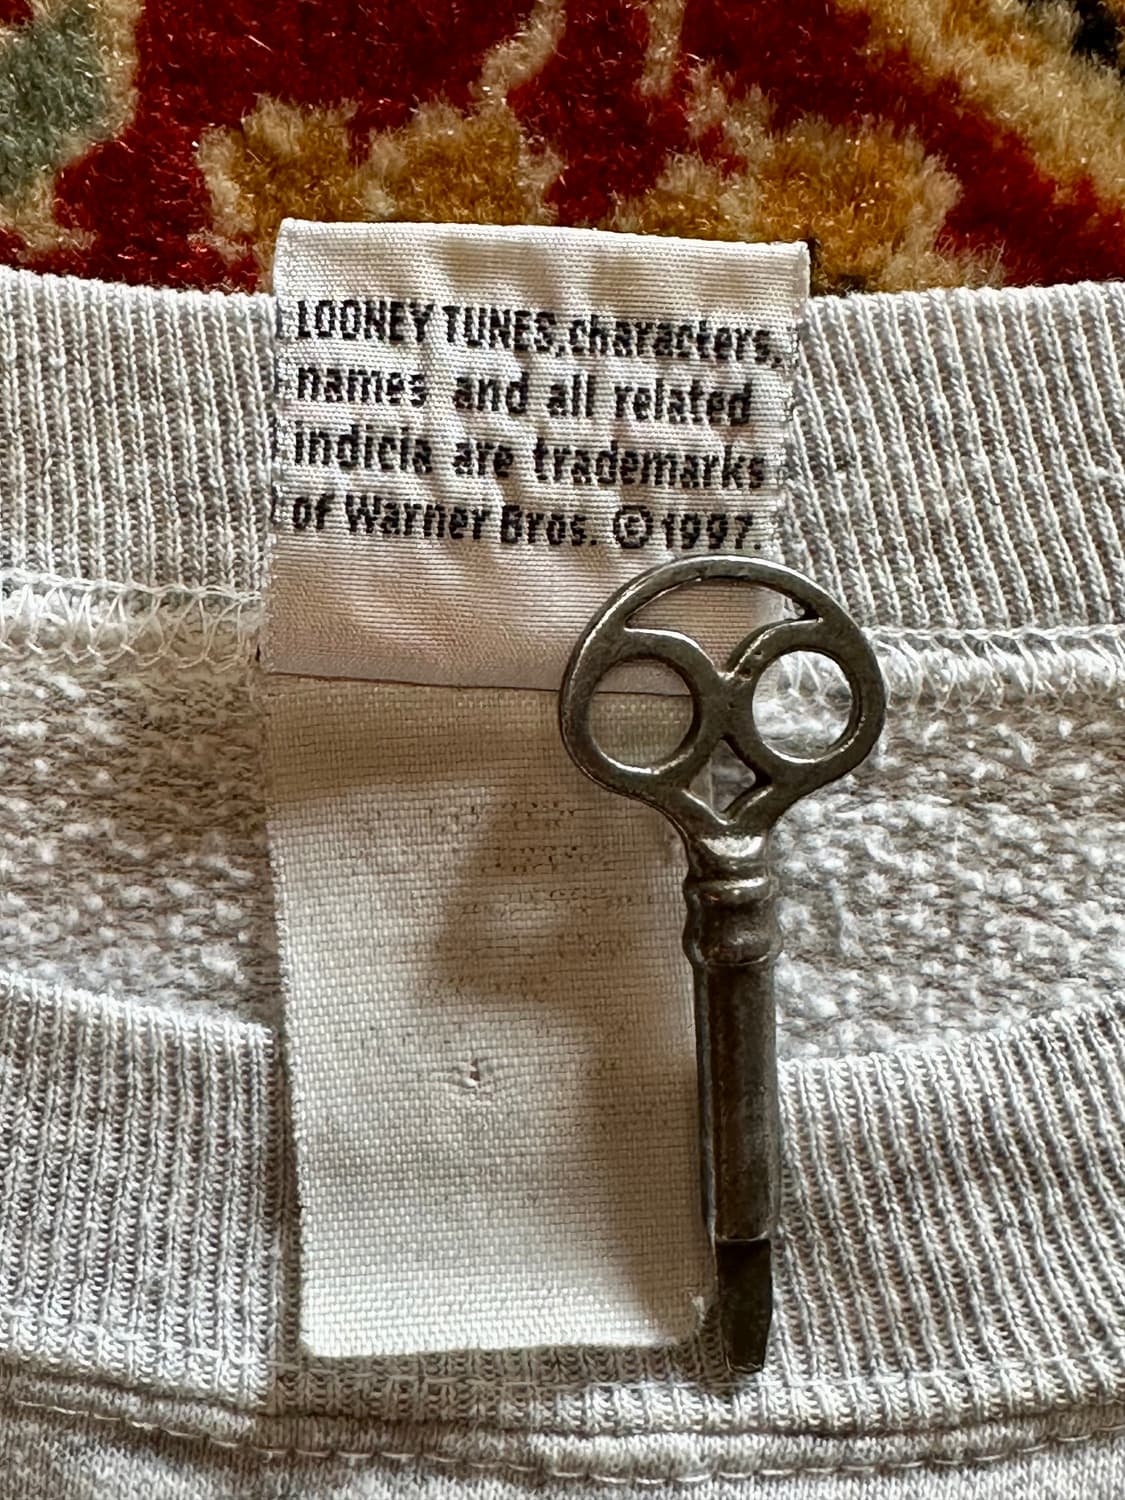 LOONEY TUNES,characters,
names and all related
indicia are trademarks
of Warner Bros. ©1997.